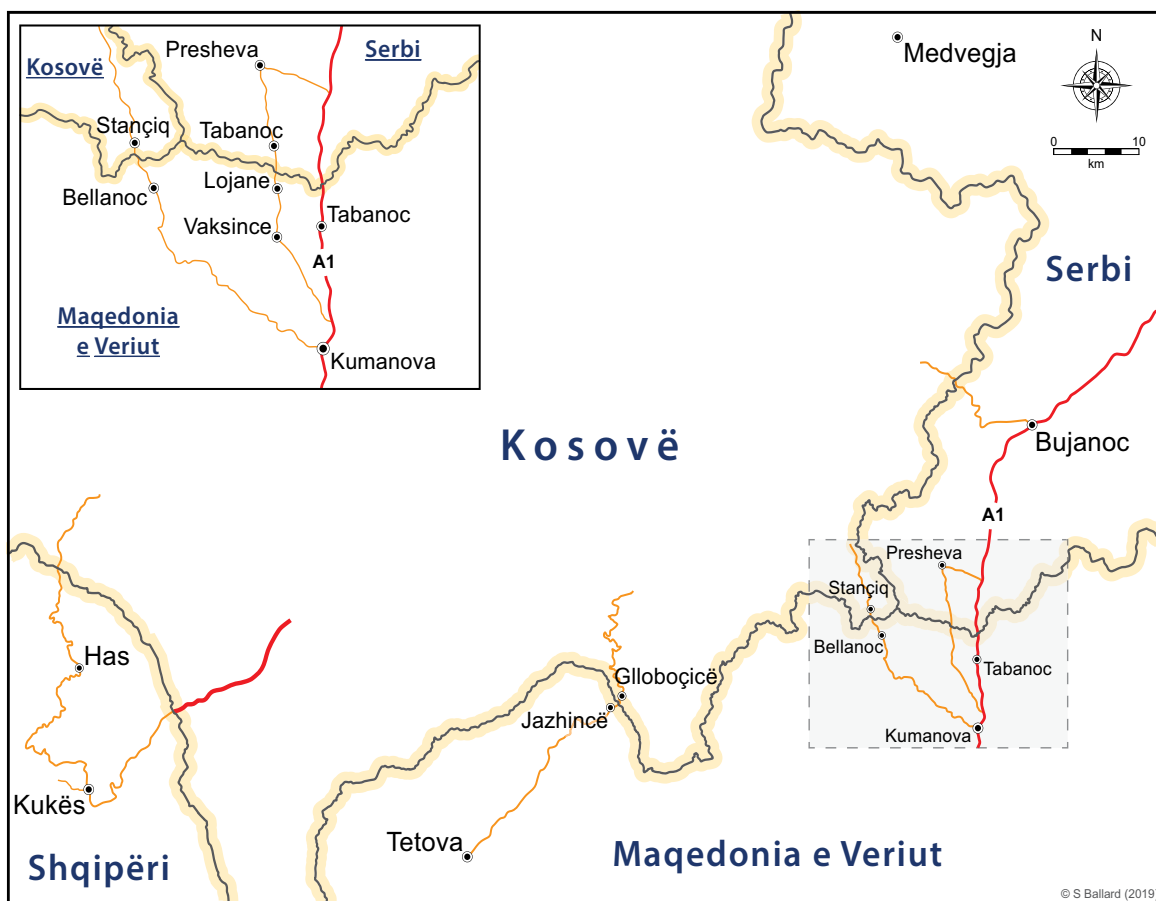 Presheva
Serbi
Kosovë
Stançiq
Tabanoc
Bellanoc
Lojane
Vaksince
Tabanoc
A1
Maqedonia
e Veriut
Kumanova
Medvegja
N
0 10
km
Serbi
Kosovë
Bujanoc
A1
Presheva
Stançiq
Bellanoc
Tabanoc
Kumanova
Has
Glloboçicë
Jazhincë
Kukës
Tetova
Shqipëri
Maqedonia e Veriut
© S Ballard (2019)